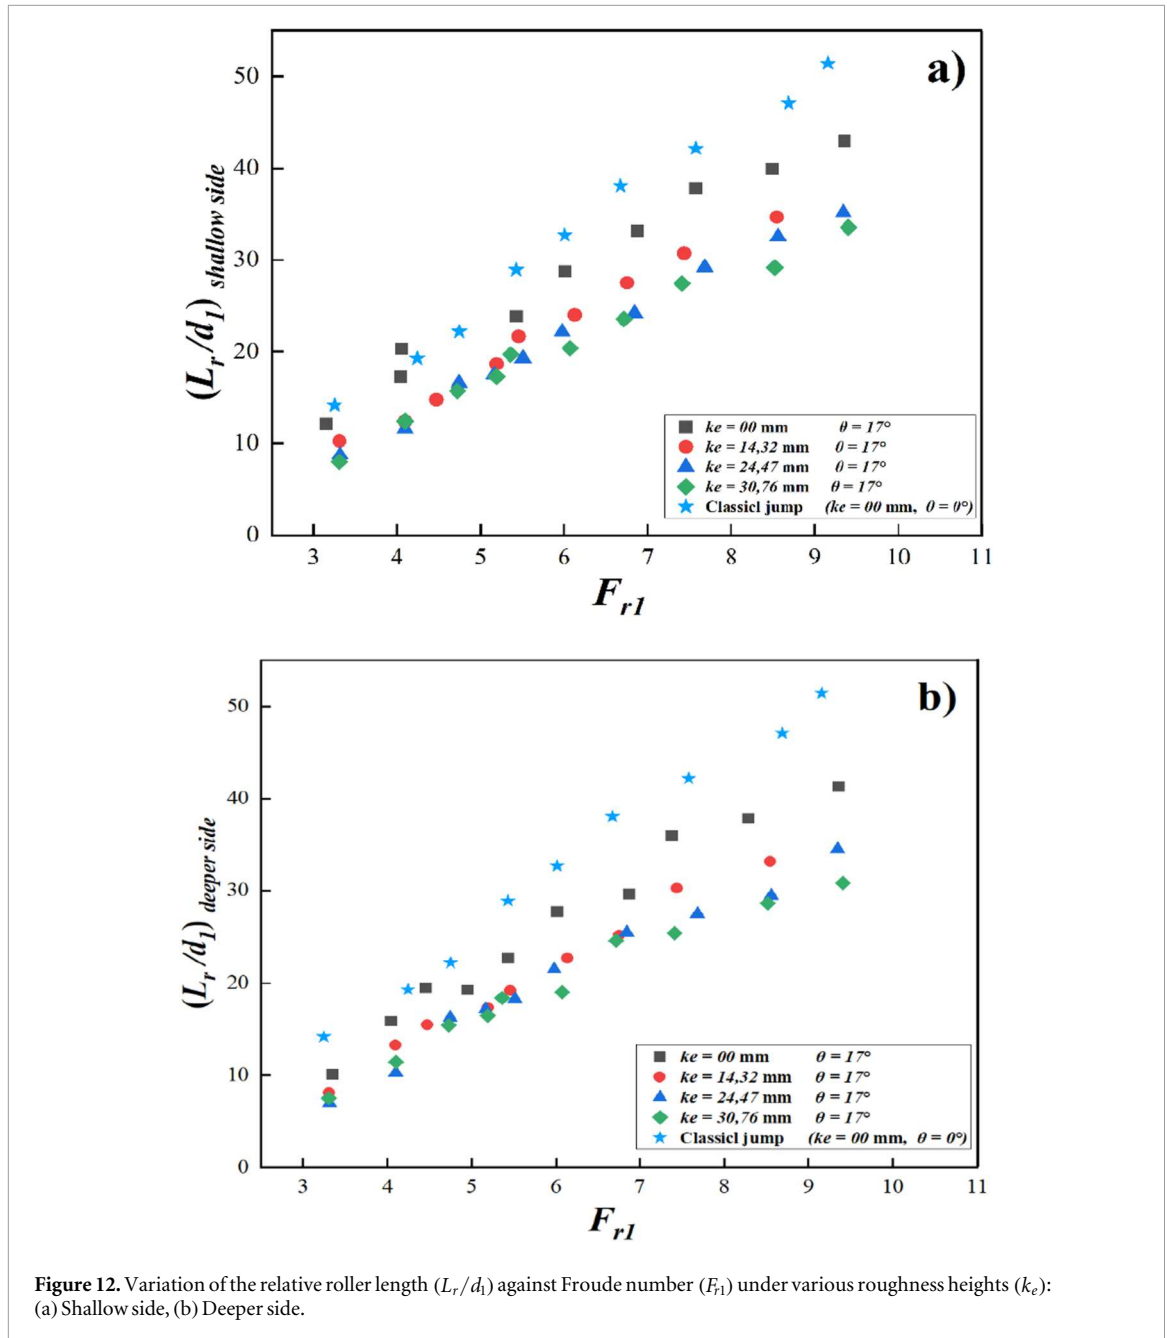 a)
50
40
30
20
10
0
(Lr/d1) shallow side
ke = 00 mm θ = 17°
ke = 14,32 mm θ = 17°
ke = 24,47 mm θ = 17°
ke = 30,76 mm θ = 17°
Classicl jump (ke = 00 mm, θ = 0°)
3 4 5 6 7 8 9 10 11
Fr1
b)
50
40
30
20
10
0
(Lr/d1) deeper side
ke = 00 mm θ = 17°
ke = 14,32 mm θ = 17°
ke = 24,47 mm θ = 17°
ke = 30,76 mm θ = 17°
Classicl jump (ke = 00 mm, θ = 0°)
3 4 5 6 7 8 9 10 11
Fr1
Figure 12. Variation of the relative roller length (Lr/d1) against Froude number (Fr1) under various roughness heights (ke):
(a) Shallow side, (b) Deeper side.